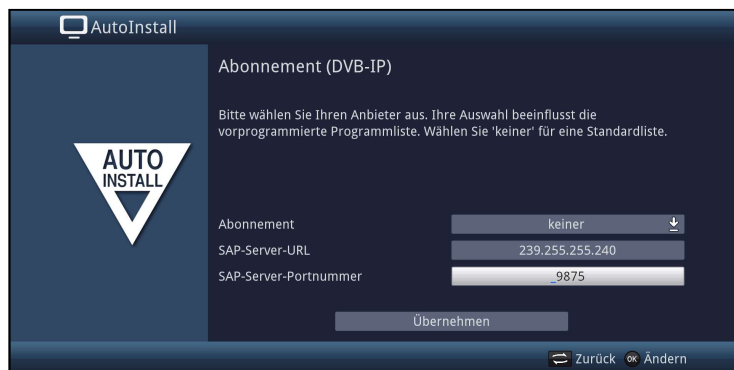 AutoInstall
Abonnement (DVB-IP)
Bitte wählen Sie Ihren Anbieter aus. Ihre Auswahl beeinflusst die
vorprogrammierte Programmliste. Wählen Sie 'keiner' für eine Standardliste.
AUTO
INSTALL
Abonnement keiner
SAP-Server-URL 239.255.255.240
SAP-Server-Portnummer _9875
Übernehmen
Zurück OK Ändern